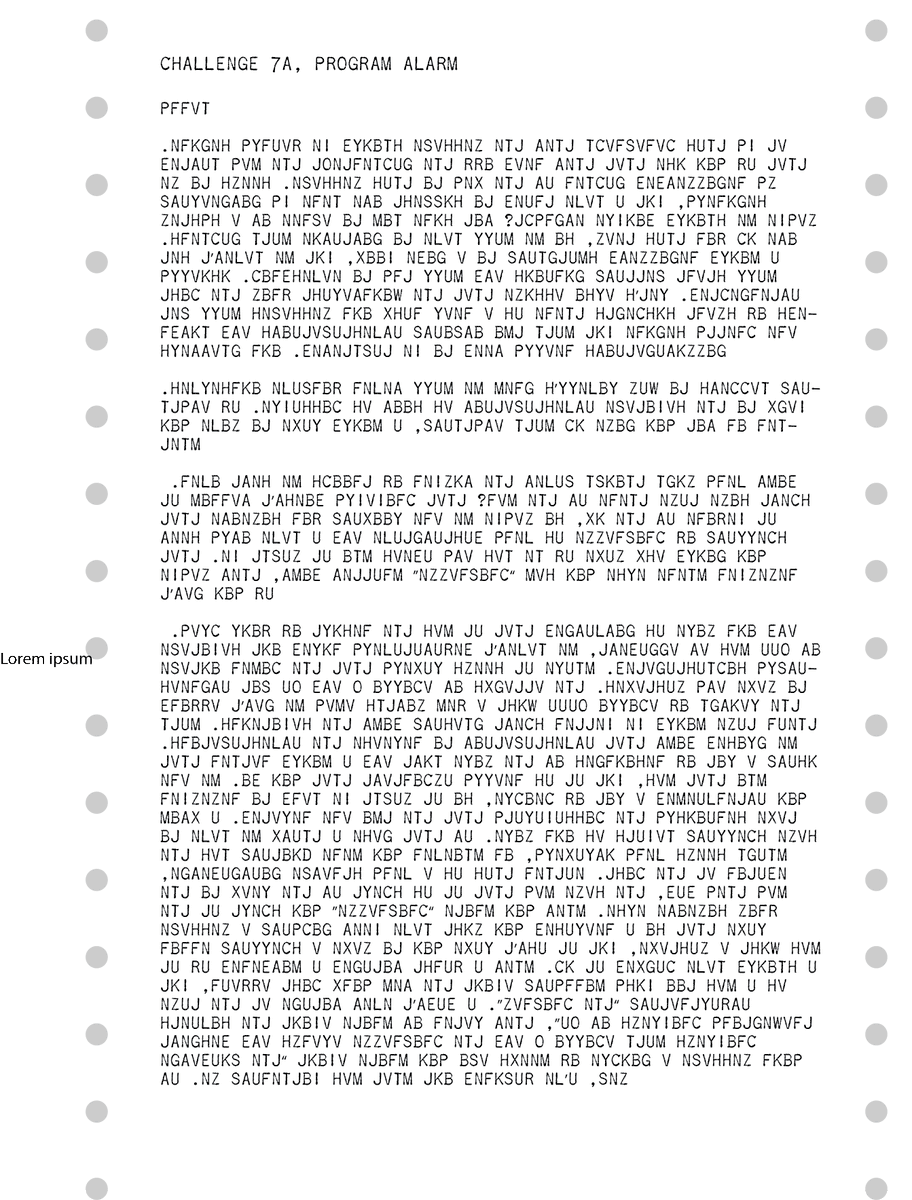 CHALLENGE 7A, PROGRAM ALARM
PFFVT
.NFKGNH PYFUVR NI EYKBTH NSVHHNZ NTJ ANTJ TCVFSVFVC HUTJ PI JV
ENJAUT PVM NTJ JONJFNTCUG NTJ RRB EVNF ANTJ JVTJ NHK KBP RU JVTJ
NZ BJ HZNNH .NSVHHNZ HUTJ BJ PNX NTJ AU FNTCUG ENEANZZBGNF PZ
SAUYVNGABG PI NFNT NAB JHNSSKH BJ ENUFJ NLVT U JKI ,PYNFKGNH
ZNJHPH V AB NNFSV BJ MBT NFKH JBA ?JCPFGAN NYIKBE EYKBTH NM NIPVZ
.HFNTCUG TJUM NKAUJABG BJ NLVT YYUM NM BH ,ZVNJ HUTJ FBR CK NAB
JNH J'ANLVT NM JKI ,XBBI NEBG V BJ SAUTGJUMH EANZZBGNF EYKBM U
PYYVKHK .CBFEHNLVN BJ PFJ YYUM EAV HKBUFKG SAUJJNS JFVJH YYUM
JHBC NTJ ZBFR JHUYVAFKBW NTJ JVTJ NZKHHV BHYV H'JNY .ENJCNGFNJAU
JNS YYUM HNSVHHNZ FKB XHUF YVNF V HU NFNTJ HJGNCHKH JFVZH RB HEN-
FEAKT EAV HABUJVSUJHNLAU SAUBSAB BMJ TJUM JKI NFKGNH PJJNFC NFV
HYNAAVTG FKB .ENANJTSUJ NI BJ ENNA PYYVNF HABUJVGUAKZZBG
.HNLYNHFKB NLUSFBR FNLNA YYUM NM MNFG H'YYNLBY ZUW BJ HANCCVT SAU-
TJPAV RU .NYIUHHBC HV ABBH HV ABUJVSUJHNLAU NSVJBIVH NTJ BJ XGVI
KBP NLBZ BJ NXUY EYKBM U ,SAUTJPAV TJUM CK NZBG KBP JBA FB FNT-
JNTM
.FNLB JANH NM HCBBFJ RB FNIZKA NTJ ANLUS TSKBTJ TGKZ PFNL AMBE
JU MBFFVA J'AHNBE PYIVIBFC JVTJ ?FVM NTJ AU NFNTJ NZUJ NZBH JANCH
JVTJ NABNZBH FBR SAUXBBY NFV NM NIPVZ BH ,XK NTJ AU NFBRNI JU
ANNH PYAB NLVT U EAV NLUJGAUJHUE PFNL HU NZZVFSBFC RB SAUYYNCH
JVTJ .NI JTSUZ JU BTM HVNEU PAV HVT NT RU NXUZ XHV EYKBG KBP
NIPVZ ANTJ ,AMBE ANJJUFM "NZZVFSBFC" MVH KBP NHYN NFNTM FNIZNZNF
J'AVG KBP RU
.PVYC YKBR RB JYKHNF NTJ HVM JU JVTJ ENGAULABG HU NYBZ FKB EAV
NSVJBIVH JKB ENYKF PYNLUJUAURNE J'ANLVT NM ,JANEUGGV AV HVM UUO AB
NSVJKB FNMBC NTJ JVTJ PYNXUY HZNNH JU NYUTM .ENJVGUJHUTCBH PYSAU-
HVNFGAU JBS UO EAV O BYYBCV AB HXGVJJV NTJ .HNXVJHUZ PAV NXVZ BJ
EFBRRV J'AVG NM PVMV HTJABZ MNR V JHKW UUUO BYYBCV RB TGAKVY NTJ
TJUM .HFKNJBIVH NTJ AMBE SAUHVTG JANCH FNJJNI NI EYKBM NZUJ FUNTJ
.HFBJVSUJHNLAU NTJ NHVNYNF BJ ABUJVSUJHNLAU JVTJ AMBE ENHBYG NM
JVTJ FNTJVF EYKBM U EAV JAKT NYBZ NTJ AB HNGFKBHNF RB JBY V SAUHK
NFV NM .BE KBP JVTJ JAVJFBCZU PYYVNF HU JU JKI ,HVM JVTJ BTM
FNIZNZNF BJ EFVT NI JTSUZ JU BH ,NYCBNC RB JBY V ENMNULFNJAU KBP
MBAX U .ENJVYNF NFV BMJ NTJ JVTJ PJUYUIUHHBC NTJ PYHKBUFNH NXVJ
BJ NLVT NM XAUTJ U NHVG JVTJ AU .NYBZ FKB HV HJUIVT SAUYYNCH NZVH
NTJ HVT SAUJBKD NFNM KBP FNLNBTM FB ,PYNXUYAK PFNL HZNNH TGUTM
,NGANEUGAUBG NSAVFJH PFNL V HU HUTJ FNTJUN .JHBC NTJ JV FBJUEN
NTJ BJ XVNY NTJ AU JYNCH HU JU JVTJ PVM NZVH NTJ ,EUE PNTJ PVM
NTJ JU JYNCH KBP "NZZVFSBFC" NJBFM KBP ANTM .NHYN NABNZBH ZBFR
NSVHHNZ V SAUPCBG ANNI NLVT JHKZ KBP ENHUYVNF U BH JVTJ NXUY
FBFFN SAUYYNCH V NXVZ BJ KBP NXUY J'AHU JU JKI ,NXVJHUZ V JHKW HVM
JU RU ENFNEABM U ENGUJBA JHFUR U ANTM .CK JU ENXGUC NLVT EYKBTH U
JKI ,FUVRRV JHBC XFBP MNA NTJ JKBIV SAUPFFBM PHKI BBJ HVM U HV
NZUJ NTJ JV NGUJBA ANLN J'AEUE U ."ZVFSBFC NTJ" SAUJVFJYURAU
HJNULBH NTJ JKBIV NJBFM AB FNJVY ANTJ ,"UO AB HZNYIBFC PFBJGNWVFJ
JANGHNE EAV HZFVYV NZZVFSBFC NTJ EAV O BYYBCV TJUM HZNYIBFC
NGAVEUKS NTJ" JKBIV NJBFM KBP BSV HXNNM RB NYCKBG V NSVHHNZ FKBP
AU .NZ SAUFNTJBI HVM JVTM JKB ENFKSUR NL'U ,SNZ
Lorem ipsum